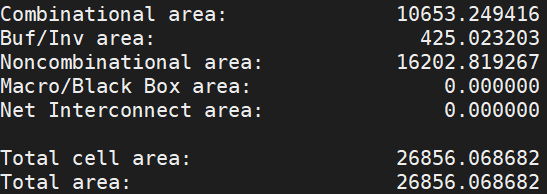 Combinational area: 10653.249416
Buf/Inv area: 425.023203
Noncombinational area: 16202.819267
Macro/Black Box area: 0.000000
Net Interconnect area: 0.000000
Total cell area: 26856.068682
Total area: 26856.068682